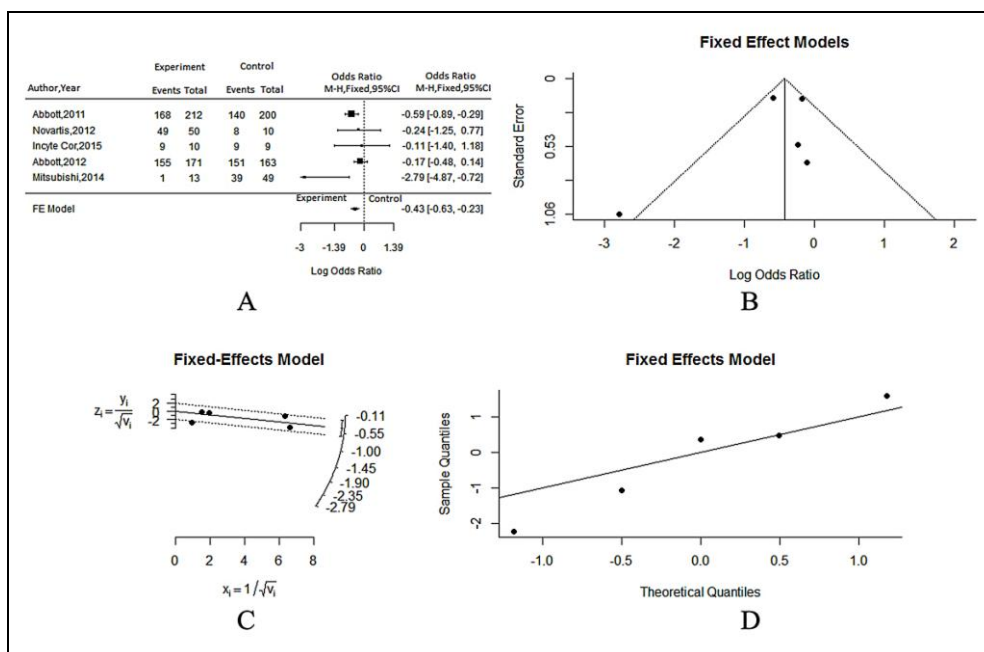 Experiment Control Odds Ratio Odds Ratio
Author,Year Events Total Events Total M-H,Fixed,95%CI M-H,Fixed,95%CI
Abbott,2011 168 212 140 200 -0.59 [-0.89, -0.29]
Novartis,2012 49 50 8 10 -0.24 [-1.25, 0.77]
Incyte Cor,2015 9 10 9 9 -0.11 [-1.40, 1.18]
Abbott,2012 155 171 151 163 -0.17 [-0.48, 0.14]
Mitsubishi,2014 1 13 39 49 -2.79 [-4.87, -0.72]
Experiment Control
FE Model -0.43 [-0.63, -0.23]
-3 -1.39 0 1.39
Log Odds Ratio
A
Fixed Effect Models
Standard Error
0
0.53
1.06
-3 -2 -1 0 1 2
Log Odds Ratio
B
Fixed-Effects Model
zᵢ = yᵢ / √vᵢ
2
0
-2
-0.11
-0.55
-1.00
-1.45
-1.90
-2.35
-2.79
0 2 4 6 8
xᵢ = 1 / √vᵢ
C
Fixed Effects Model
Sample Quantiles
1
0
-1
-2
-1.0 -0.5 0.0 0.5 1.0
Theoretical Quantiles
D